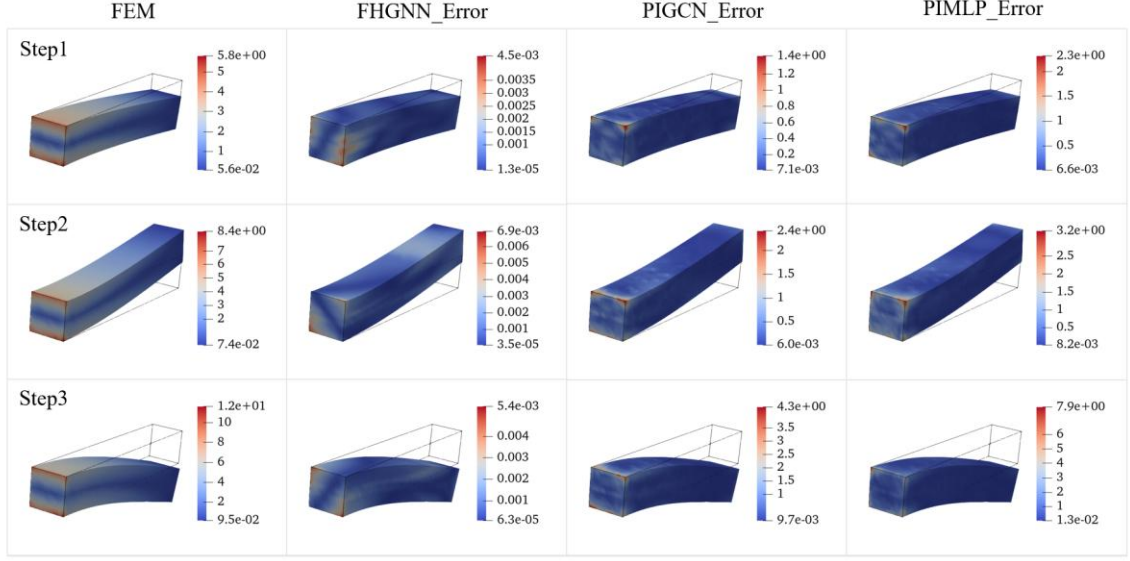 FEM FHGNN_Error PIGCN_Error PIMLP_Error
Step1
5.8e+00
5
4
3
2
1
5.6e-02
4.5e-03
0.0035
0.003
0.0025
0.002
0.0015
0.001
1.3e-05
1.4e+00
1.2
1
0.8
0.6
0.4
0.2
7.1e-03
2.3e+00
2
1.5
1
0.5
6.6e-03
Step2
8.4e+00
7
6
5
4
3
2
7.4e-02
6.9e-03
0.006
0.005
0.004
0.003
0.002
0.001
3.5e-05
2.4e+00
2
1.5
1
0.5
6.0e-03
3.2e+00
2.5
2
1.5
1
0.5
8.2e-03
Step3
1.2e+01
10
8
6
4
2
9.5e-02
5.4e-03
0.004
0.003
0.002
0.001
6.3e-05
4.3e+00
3.5
3
2.5
2
1.5
1
9.7e-03
7.9e+00
6
5
4
3
2
1
1.3e-02